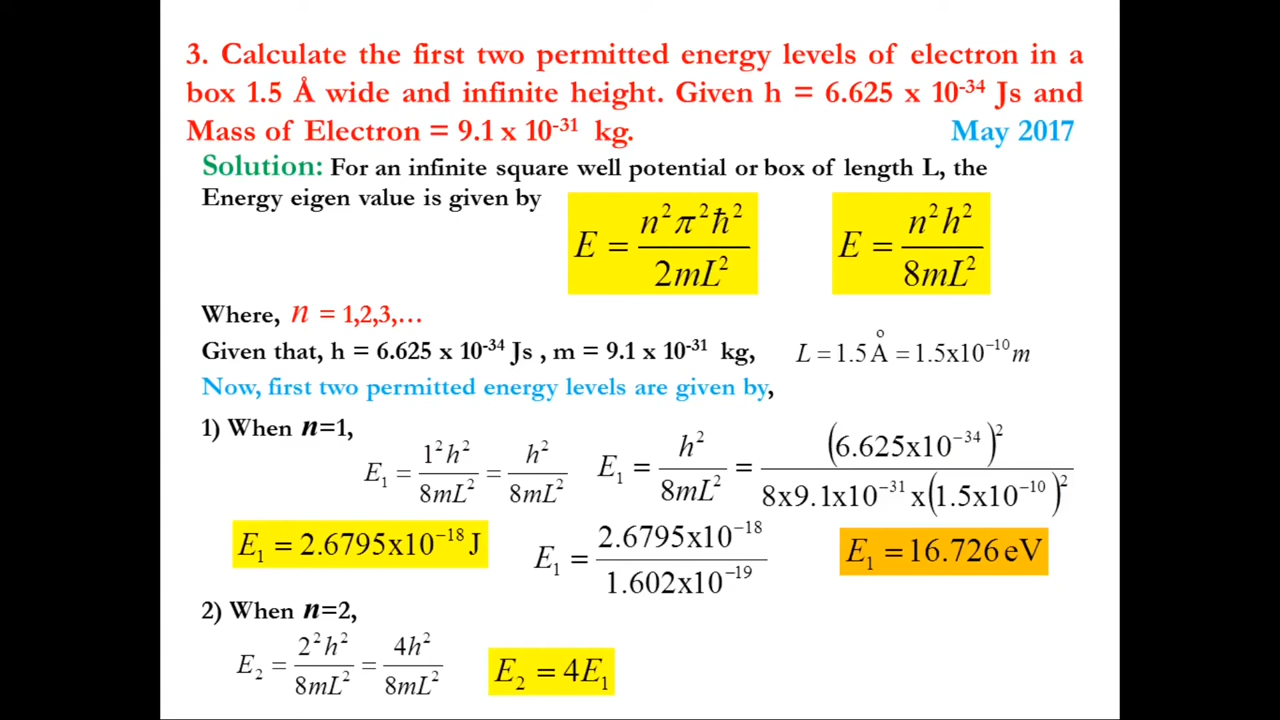 3. Calculate the first two permitted energy levels of electron in a
box 1.5 Å wide and infinite height. Given h = 6.625 x 10⁻³⁴ Js and
Mass of Electron = 9.1 x 10⁻³¹ kg. May 2017
Solution: For an infinite square well potential or box of length L, the
Energy eigen value is given by
E = n²π²ħ² / 2mL² E = n²h² / 8mL²
Where, n = 1,2,3,…
Given that, h = 6.625 x 10⁻³⁴ Js , m = 9.1 x 10⁻³¹ kg, L = 1.5 Å = 1.5x10⁻¹⁰ m
Now, first two permitted energy levels are given by,
1) When n=1,
E₁ = 1²h² / 8mL² = h² / 8mL² E₁ = h² / 8mL² = (6.625x10⁻³⁴)² / 8x9.1x10⁻³¹ x(1.5x10⁻¹⁰)²
E₁ = 2.6795x10⁻¹⁸ J E₁ = 2.6795x10⁻¹⁸ / 1.602x10⁻¹⁹ E₁ = 16.726 eV
2) When n=2,
E₂ = 2²h² / 8mL² = 4h² / 8mL² E₂ = 4E₁